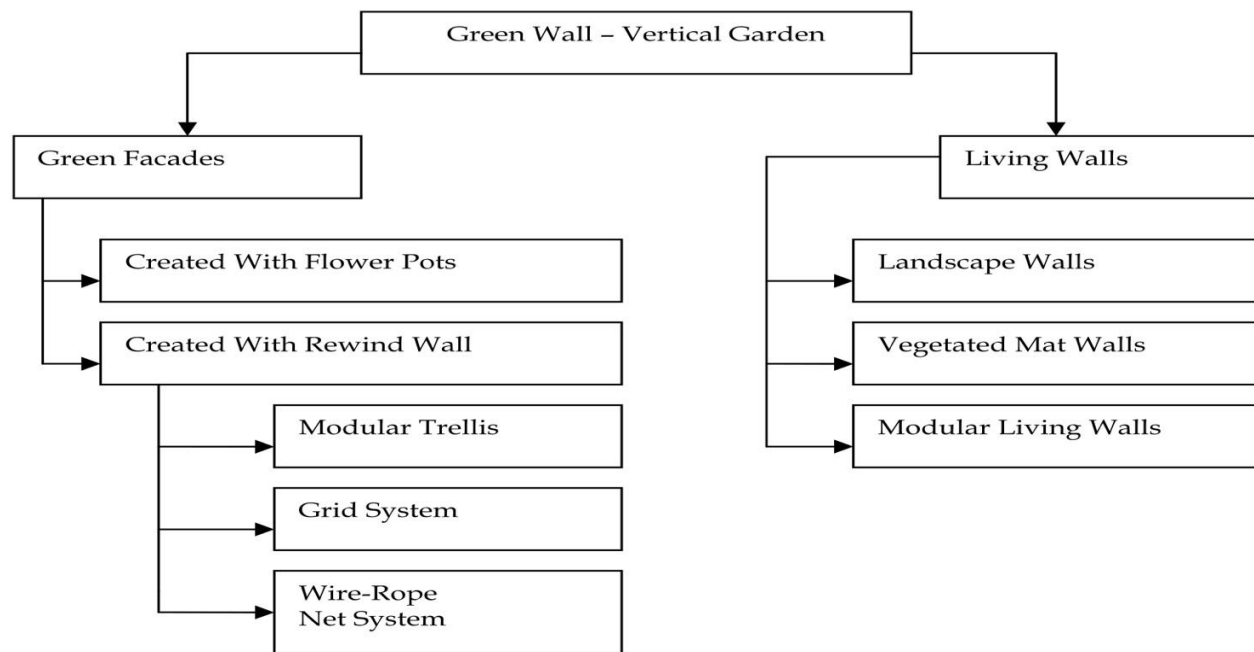 Green Wall – Vertical Garden
Green Facades
Created With Flower Pots
Created With Rewind Wall
Modular Trellis
Grid System
Wire-Rope
Net System
Living Walls
Landscape Walls
Vegetated Mat Walls
Modular Living Walls